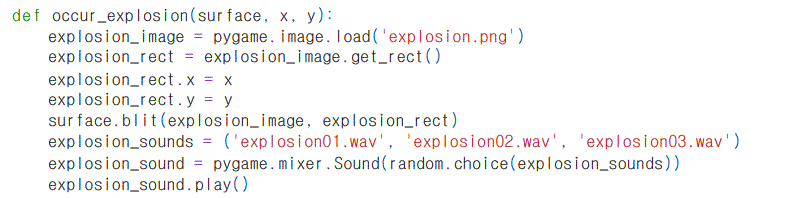 def occur_explosion(surface, x, y):
    explosion_image = pygame.image.load('explosion.png')
    explosion_rect = explosion_image.get_rect()
    explosion_rect.x = x
    explosion_rect.y = y
    surface.blit(explosion_image, explosion_rect)
    explosion_sounds = ('explosion01.wav', 'explosion02.wav', 'explosion03.wav')
    explosion_sound = pygame.mixer.Sound(random.choice(explosion_sounds))
    explosion_sound.play()